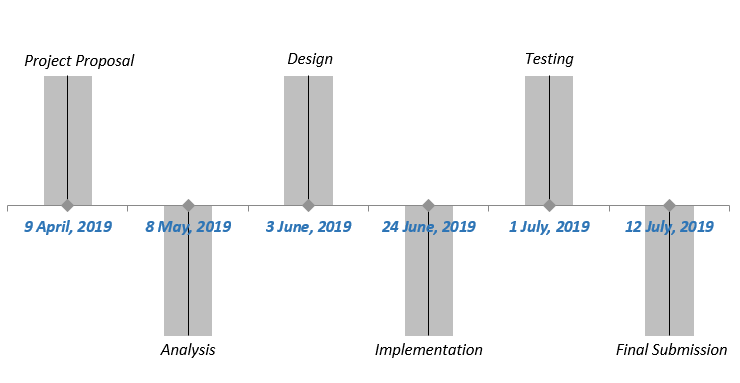 Project Proposal
Design
Testing
9 April, 2019
8 May, 2019
3 June, 2019
24 June, 2019
1 July, 2019
12 July, 2019
Analysis
Implementation
Final Submission